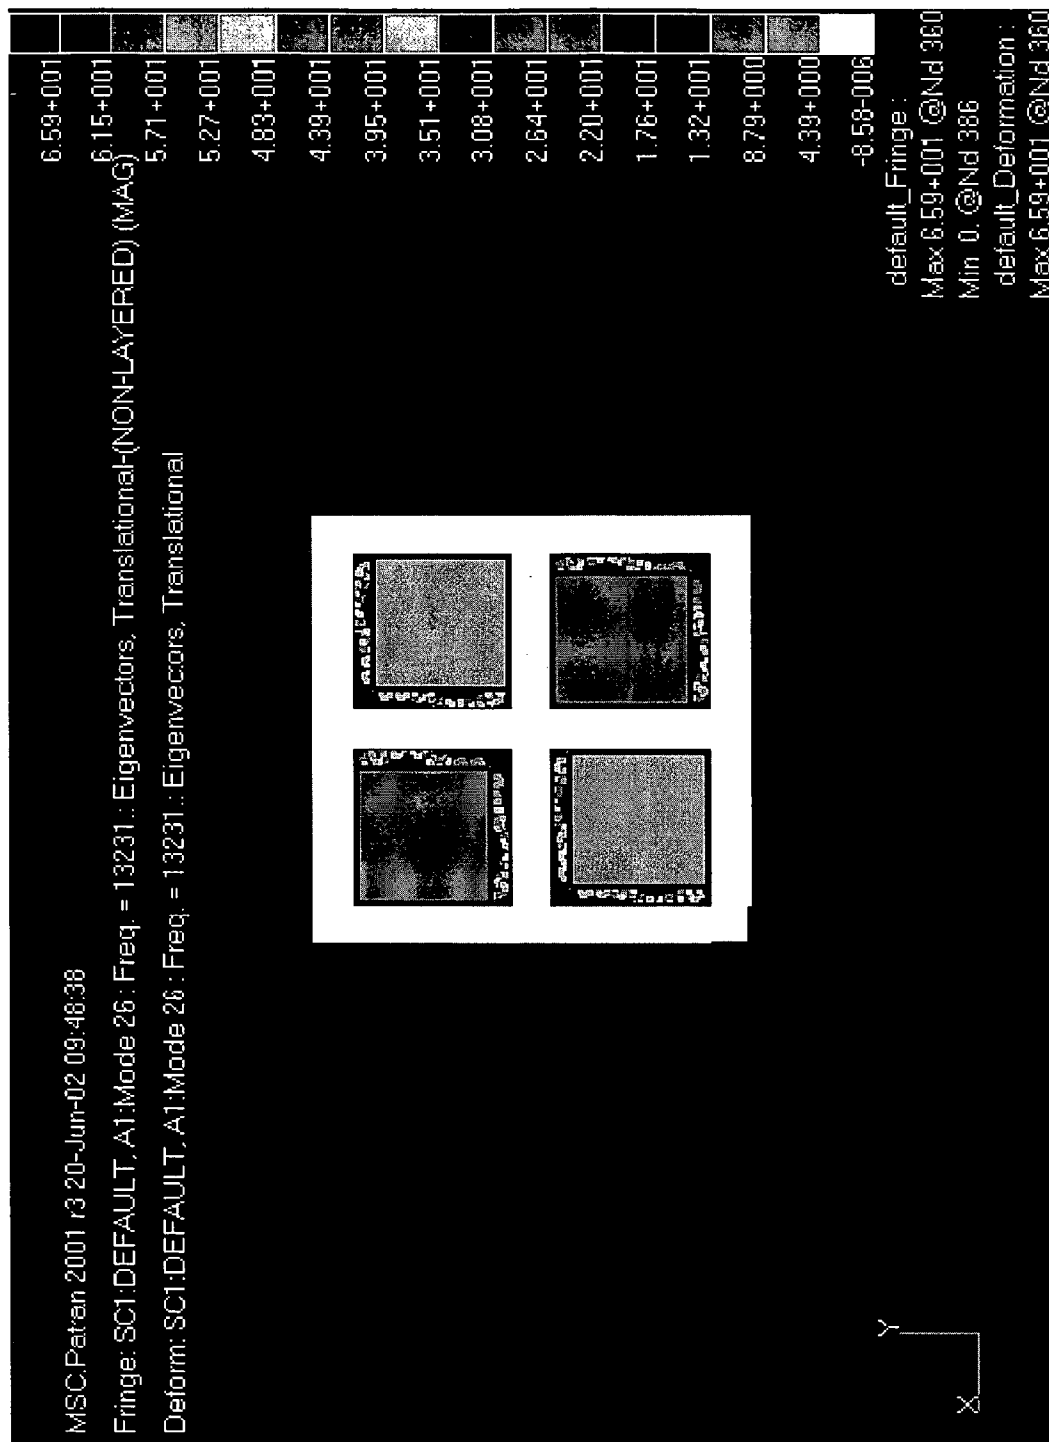 MSC.Patran 2001 r3 20-Jun-02 09:48:38
Fringe: SC1:DEFAULT, A1:Mode 26 : Freq. = 13231.: Eigenvectors, Translational-(NON-LAYERED) (MAG)
Deform: SC1:DEFAULT, A1:Mode 26 : Freq. = 13231.: Eigenvecors, Translational
6.59+001
6.15+001
5.71+001
5.27+001
4.83+001
4.39+001
3.95+001
3.51+001
3.08+001
2.64+001
2.20+001
1.76+001
1.32+001
8.79+000
4.39+000
-8.58-006
default_Fringe :
Max 6.59+001 @Nd 360
Min 0. @Nd 386
default_Deformation :
Max 6.59+001 @Nd 360
Y
X